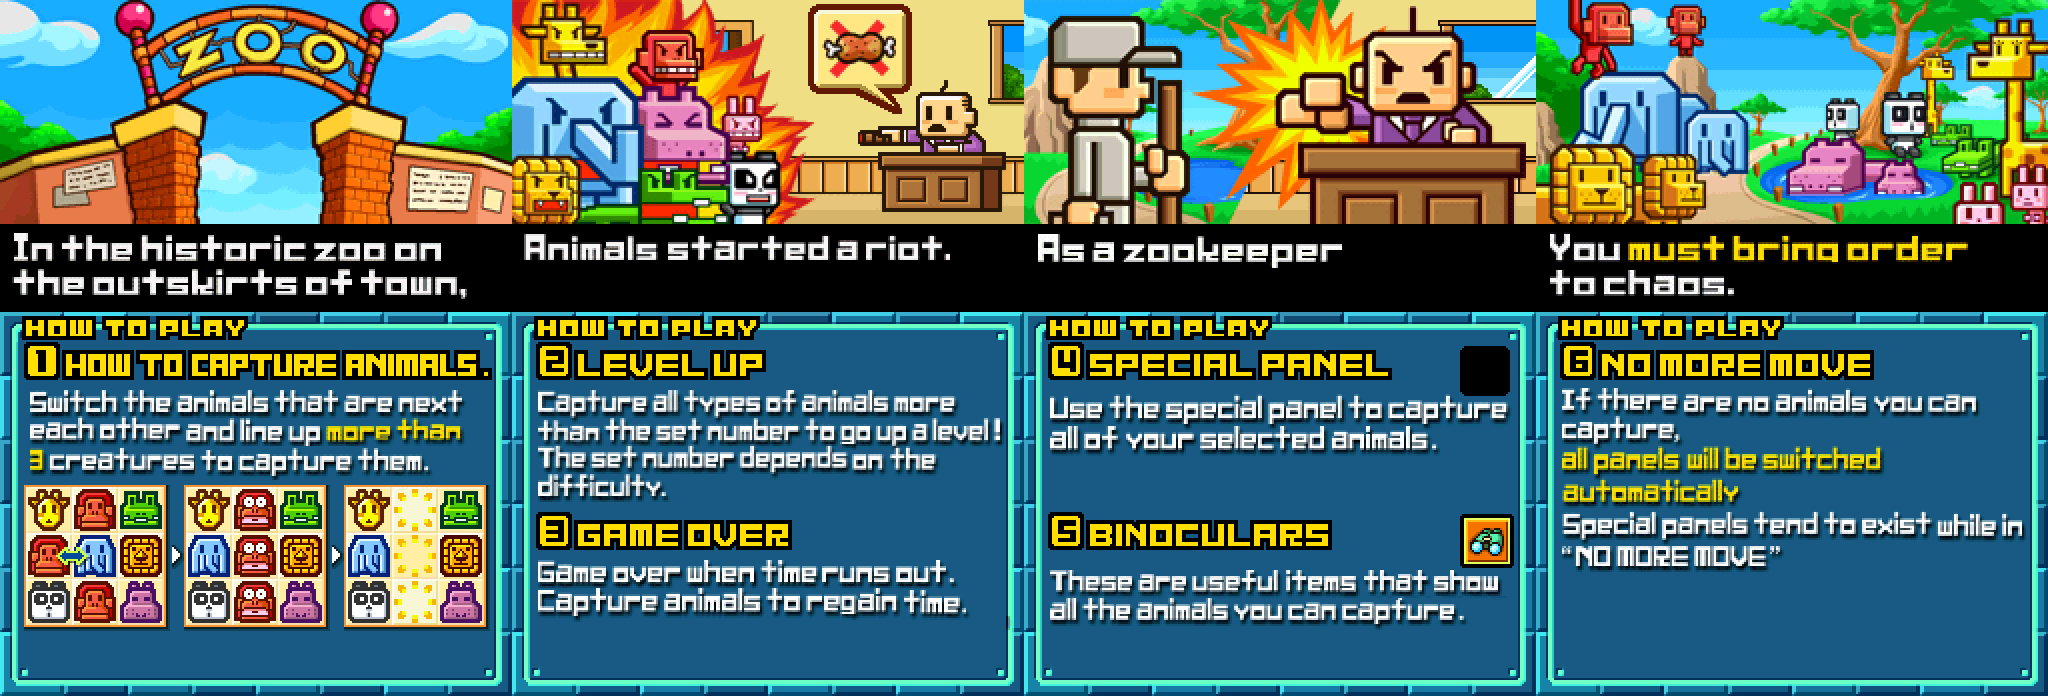 ZOO
In the historic zoo on
the outskirts of town,
Animals started a riot.
As a zookeeper
You must bring order
to chaos.
HOW TO PLAY
1 HOW TO CAPTURE ANIMALS.
Switch the animals that are next
each other and line up more than
3 creatures to capture them.
HOW TO PLAY
2 LEVEL UP
Capture all types of animals more
than the set number to go up a level!
The set number depends on the
difficulty.
3 GAME OVER
Game over when time runs out.
Capture animals to regain time.
HOW TO PLAY
4 SPECIAL PANEL
Use the special panel to capture
all of your selected animals.
5 BINOCULARS
These are useful items that show
all the animals you can capture.
HOW TO PLAY
6 NO MORE MOVE
If there are no animals you can
capture,
all panels will be switched
automatically
Special panels tend to exist while in
“NO MORE MOVE”